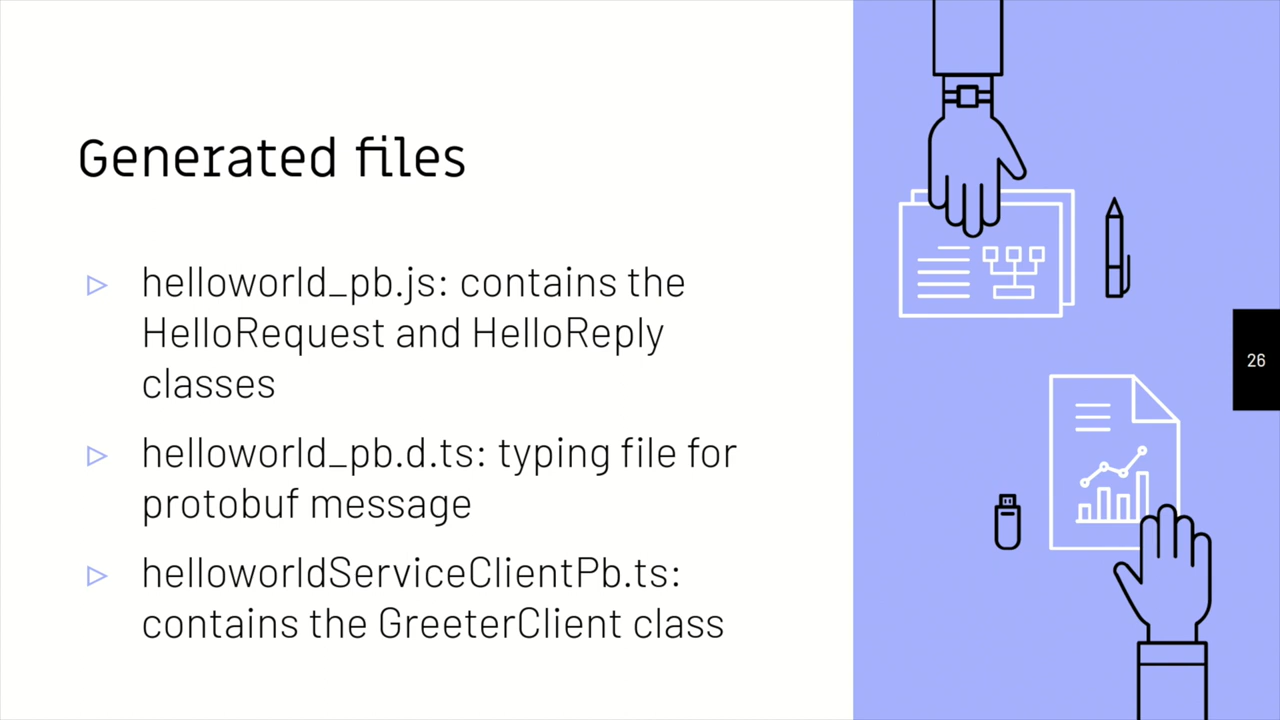 Generated files
helloworld_pb.js: contains the
HelloRequest and HelloReply
classes
helloworld_pb.d.ts: typing file for
protobuf message
helloworldServiceClientPb.ts:
contains the GreeterClient class
26